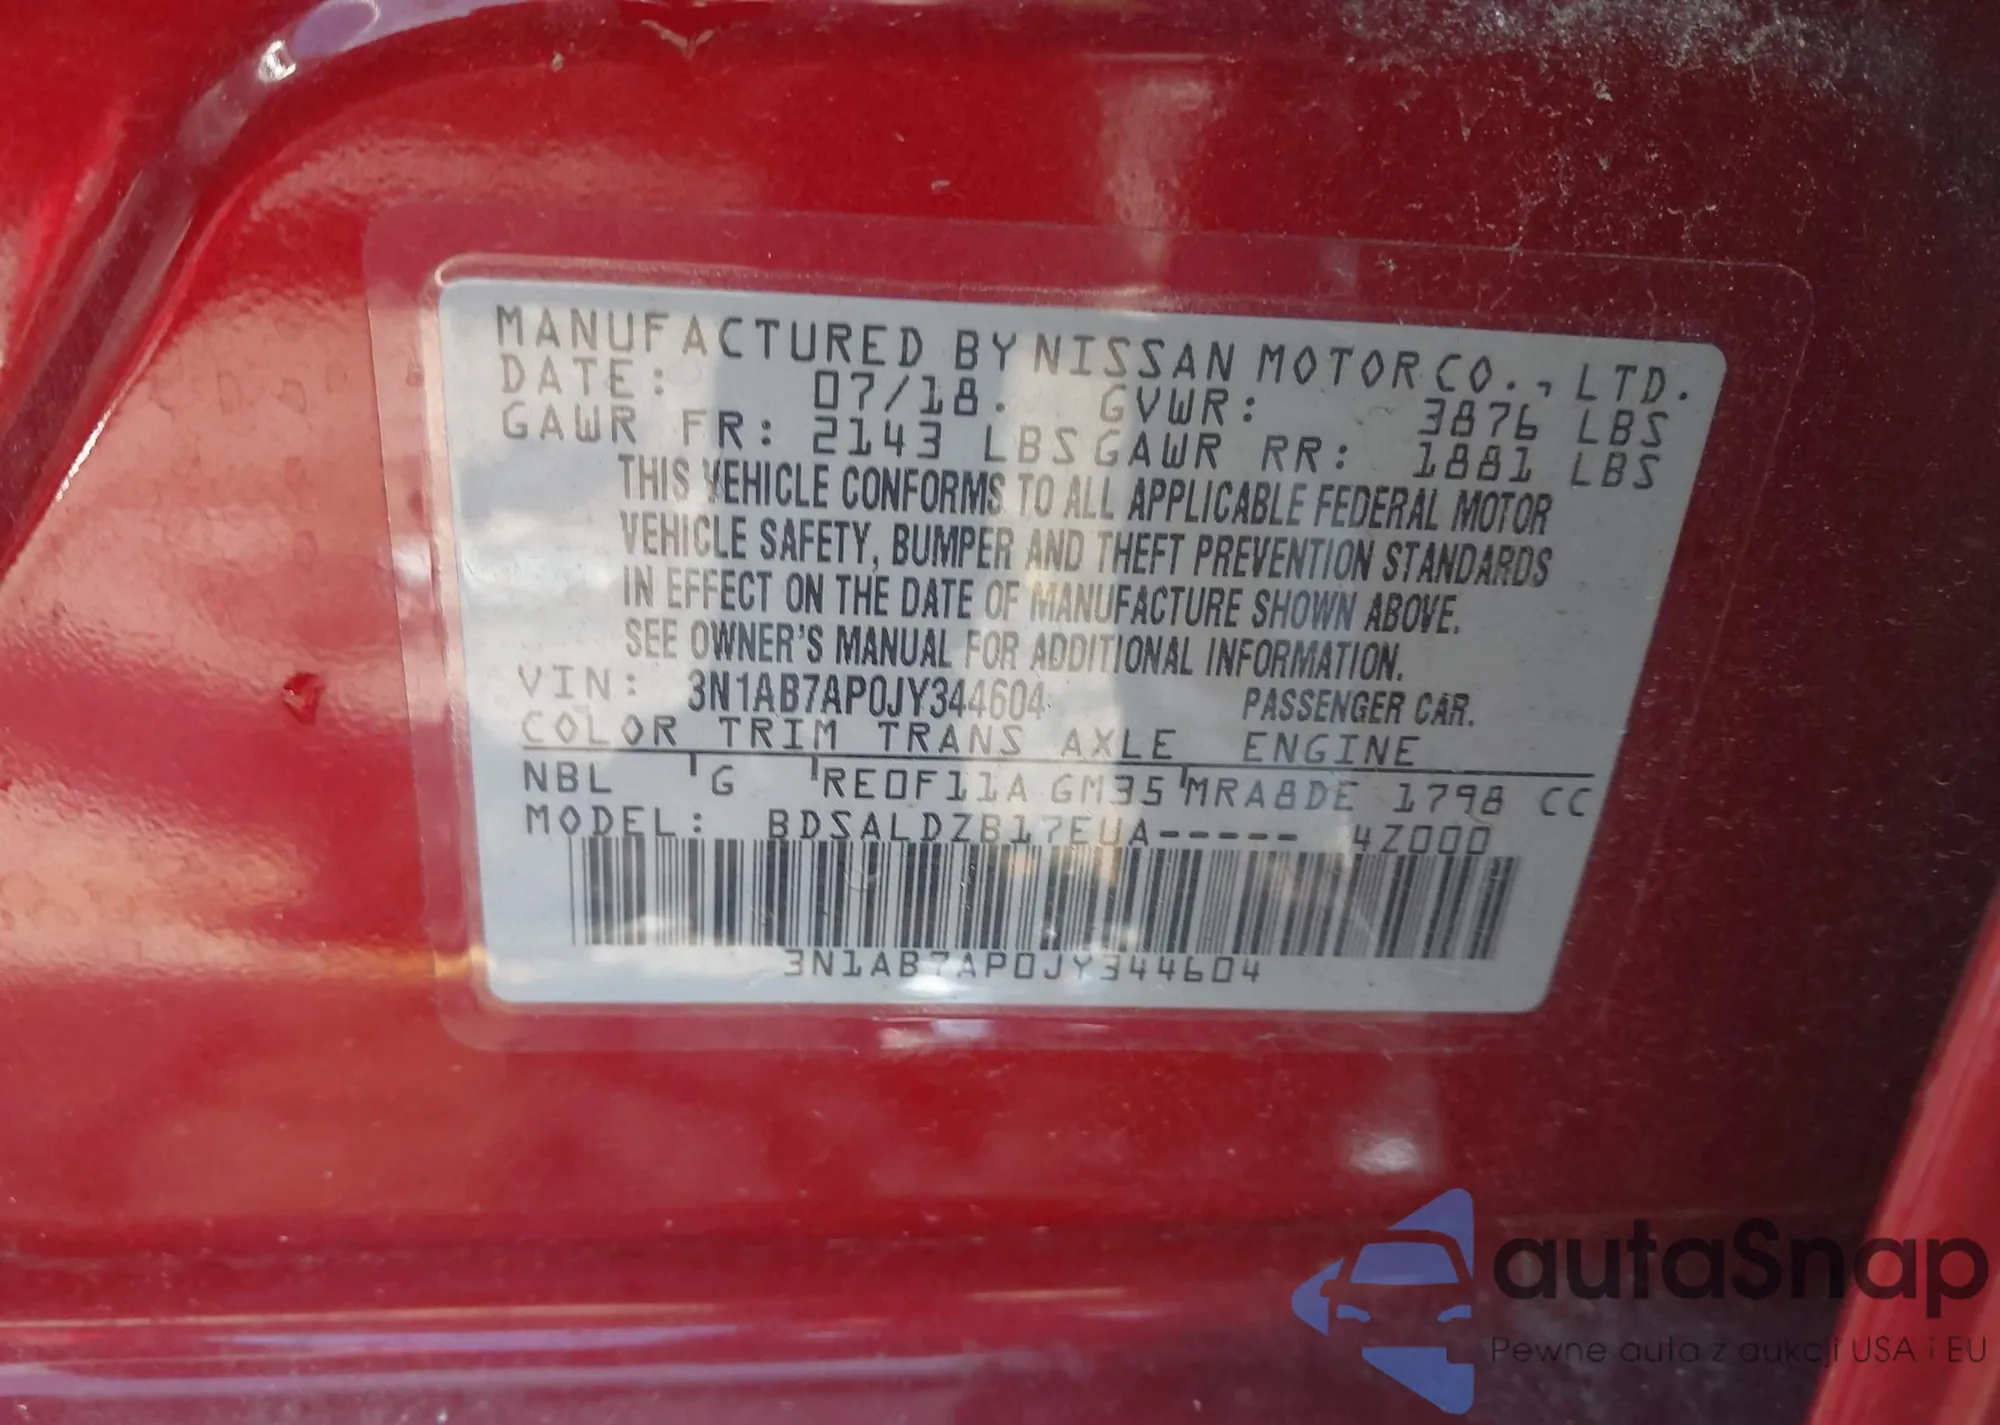 MANUFACTURED BY NISSAN MOTOR CO., LTD.
DATE: 07/18. GVWR: 3876 LBS
GAWR FR: 2143 LBS GAWR RR: 1881 LBS
THIS VEHICLE CONFORMS TO ALL APPLICABLE FEDERAL MOTOR
VEHICLE SAFETY, BUMPER AND THEFT PREVENTION STANDARDS
IN EFFECT ON THE DATE OF MANUFACTURE SHOWN ABOVE.
SEE OWNER'S MANUAL FOR ADDITIONAL INFORMATION.
VIN: 3N1AB7AP0JY344604 PASSENGER CAR.
COLOR TRIM TRANS AXLE ENGINE
NBL G RE0F11A GM35 MRA8DE 1798 CC
MODEL: BDSALDZB17EUA----- 4Z000
3N1AB7AP0JY344604
autaSnap
Pewne auta z aukcji USA i EU